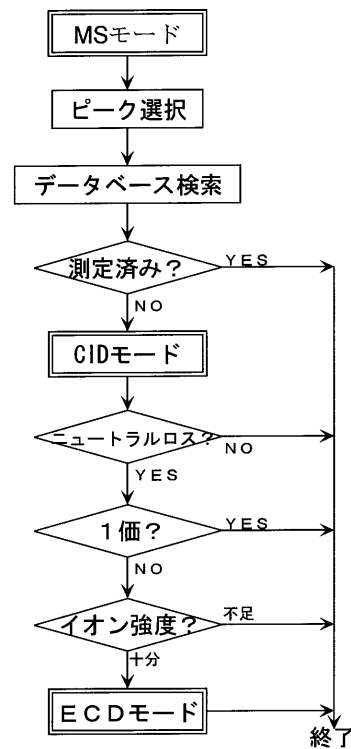 MSモード
ピーク選択
データベース検索
測定済み？
YES
NO
CIDモード
ニュートラルロス？
NO
YES
1価？
YES
NO
イオン強度？
不足
十分
ECDモード
終了